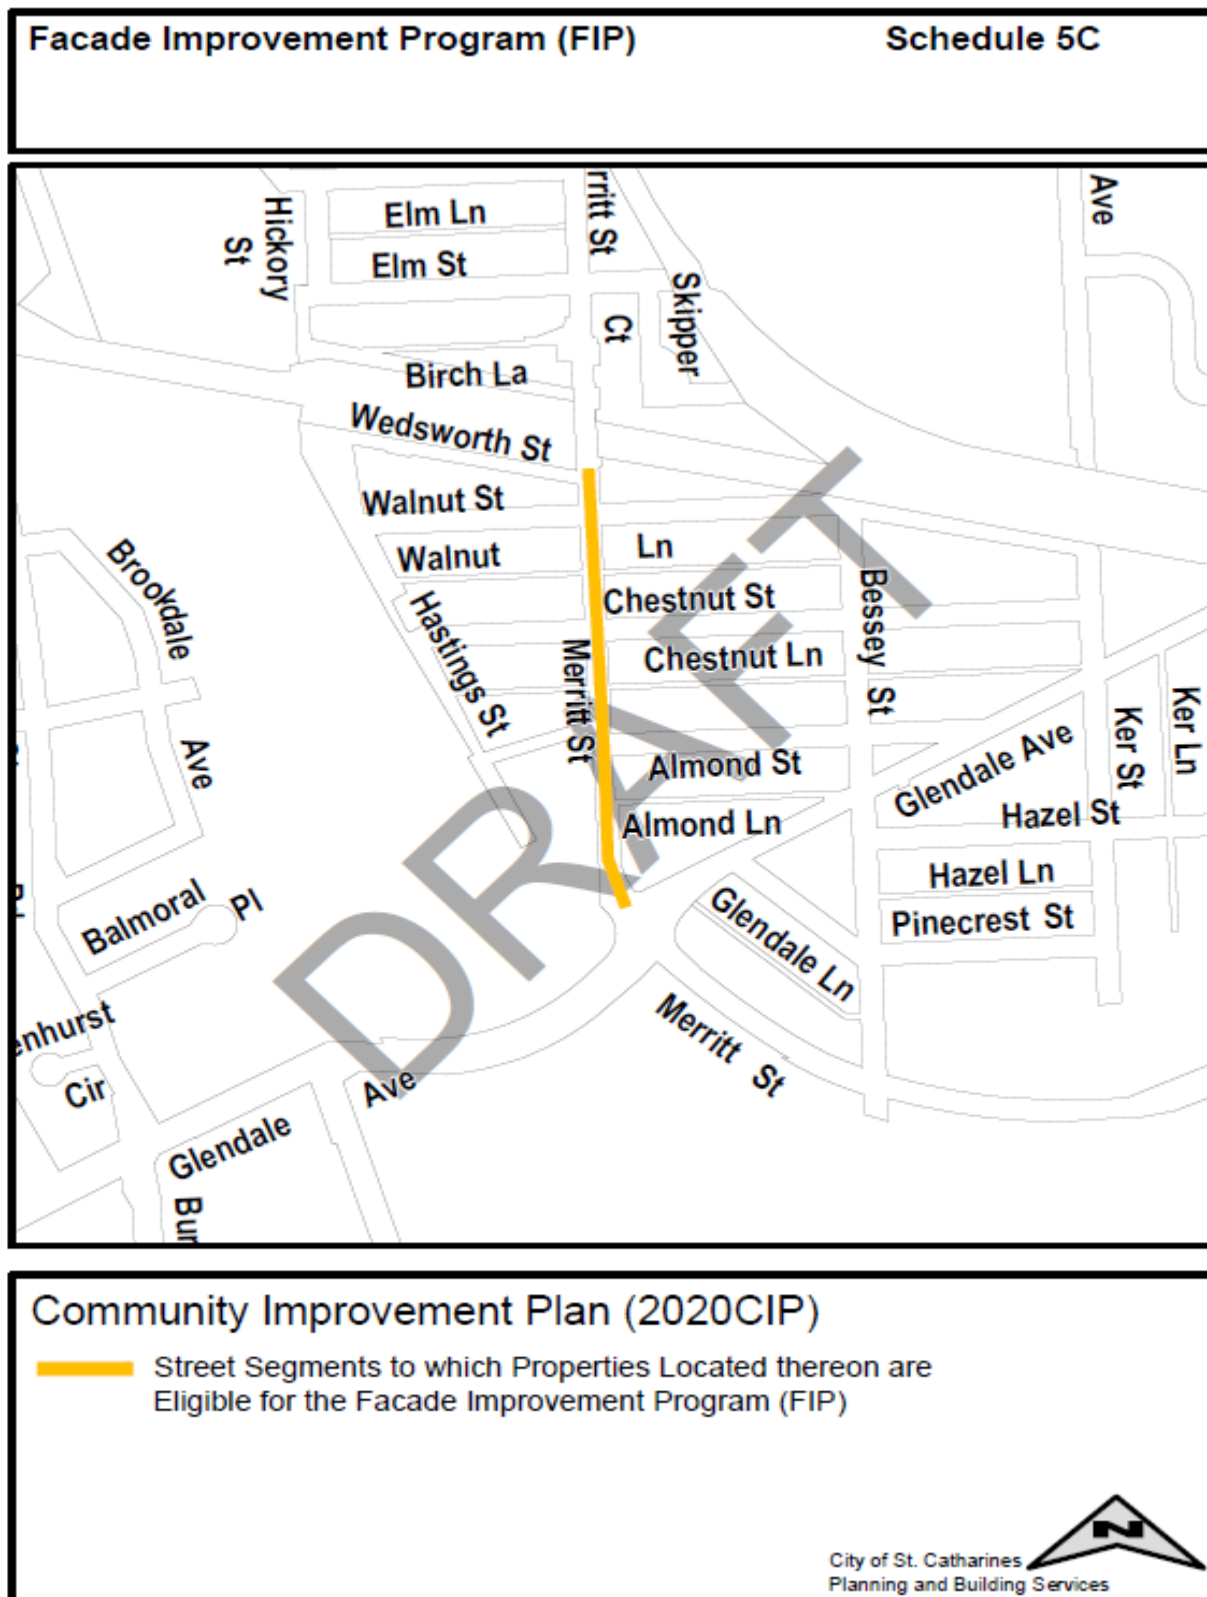 Facade Improvement Program (FIP) Schedule 5C
rritt St
Ave
Hickory
St
Elm Ln
Elm St
Skipper
Ct
Birch La
Wedsworth St
Walnut St
Walnut Ln
Brookdale
Ave
Hastings St
Chestnut St
Chestnut Ln
Bessey St
Merritt St
Almond St
Almond Ln
Glendale Ave
Ker St
Ker Ln
Hazel St
Hazel Ln
Pinecrest St
Balmoral Pl
Glendale Ln
Merritt St
enhurst
Cir
Glendale Ave
Bur
DRAFT
Community Improvement Plan (2020CIP)
Street Segments to which Properties Located thereon are
Eligible for the Facade Improvement Program (FIP)
N
City of St. Catharines
Planning and Building Services